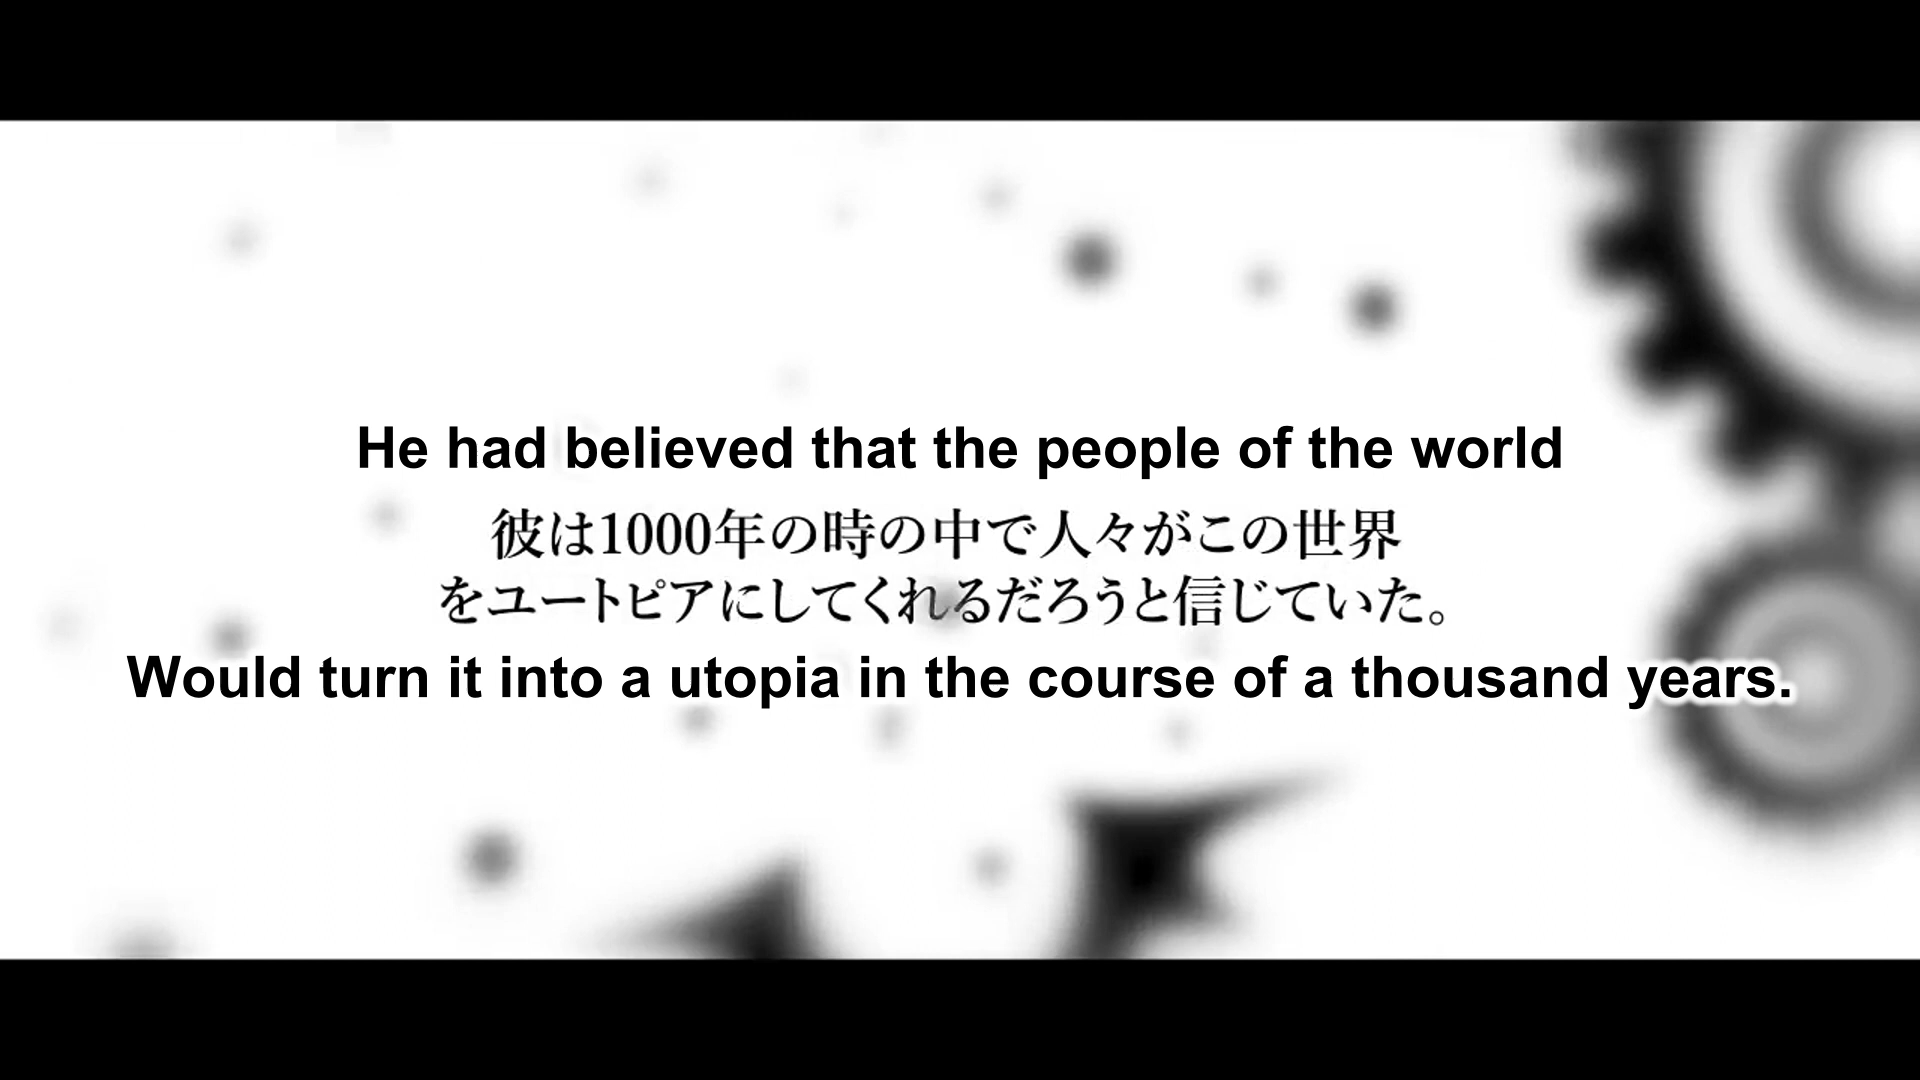 He had believed that the people of the world
彼は1000年の時の中で人々がこの世界
をユートピアにしてくれるだろうと信じていた。
Would turn it into a utopia in the course of a thousand years.